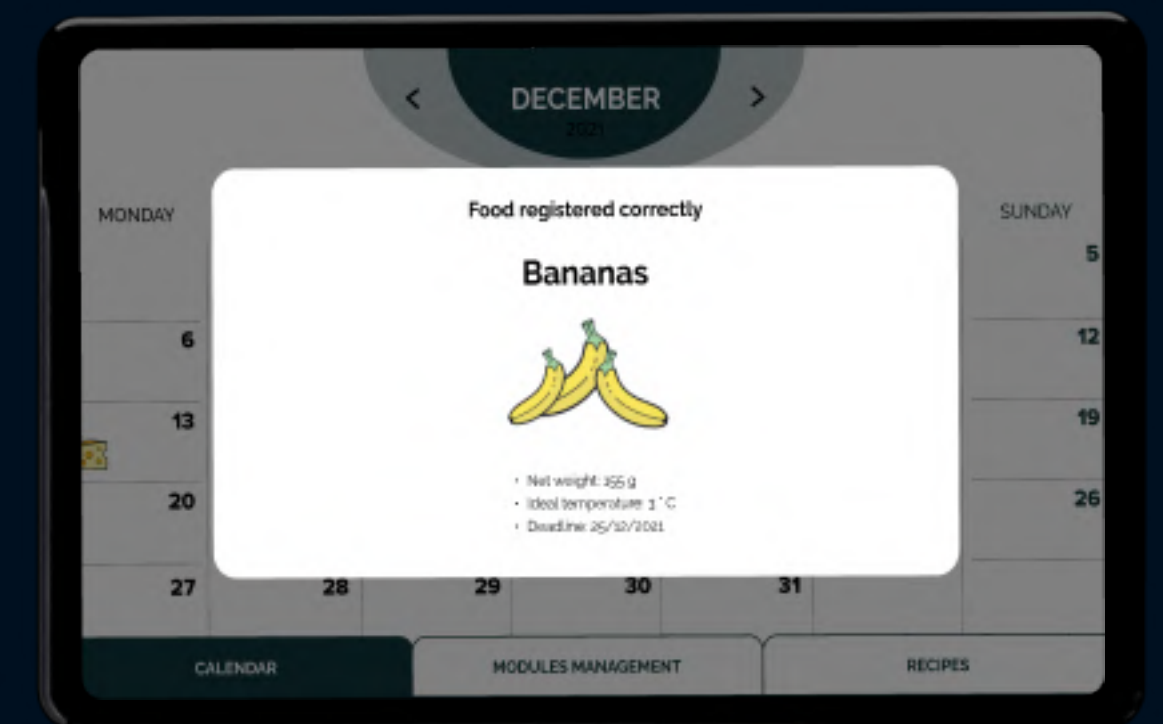 DECEMBER
2021
MONDAY
SUNDAY
Food registered correctly
Bananas
5
6
12
13
19
20
26
• Net weight: 155 g
• Ideal temperature: 1°C
• Deadline: 25/12/2021
27 28 29 30 31
CALENDAR MODULES MANAGEMENT RECIPES